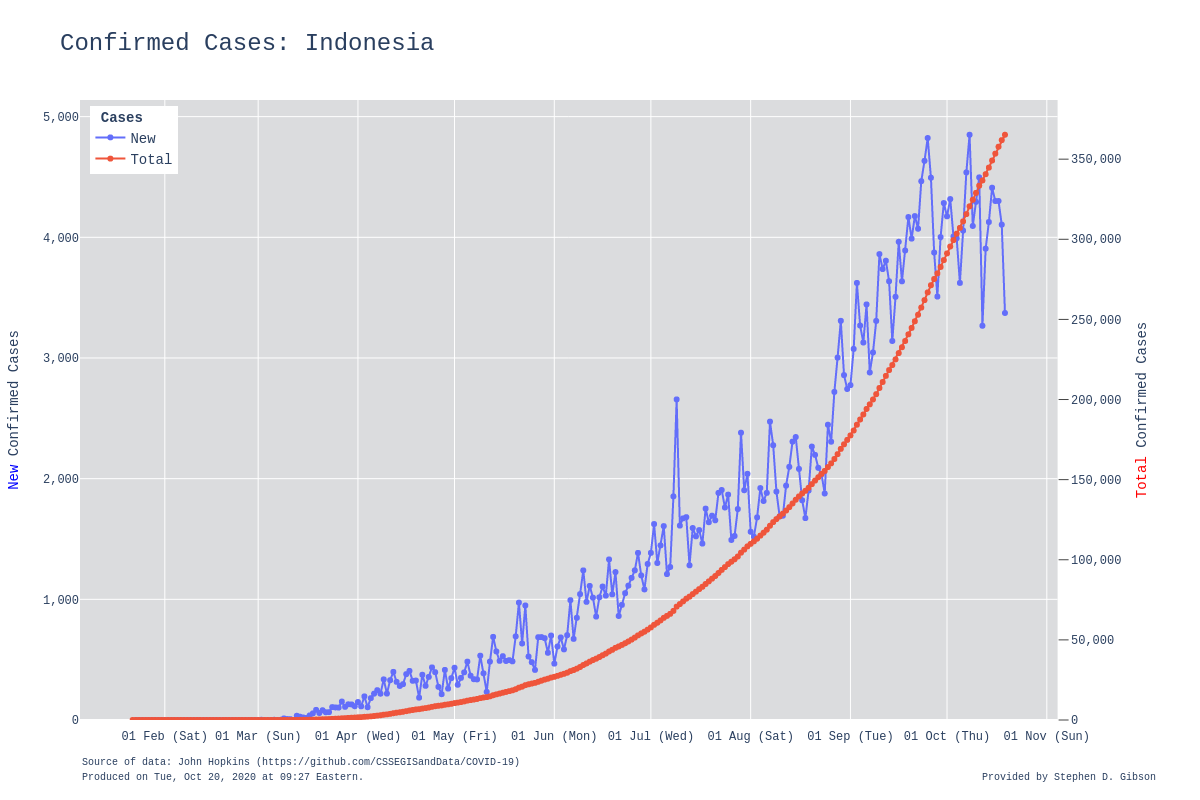 Confirmed Cases: Indonesia
Cases
New
Total
5,000
4,000
3,000
2,000
1,000
0
350,000
300,000
250,000
200,000
150,000
100,000
50,000
0
New Confirmed Cases
Total Confirmed Cases
01 Feb (Sat) 01 Mar (Sun) 01 Apr (Wed) 01 May (Fri) 01 Jun (Mon) 01 Jul (Wed) 01 Aug (Sat) 01 Sep (Tue) 01 Oct (Thu) 01 Nov (Sun)
Source of data: John Hopkins (https://github.com/CSSEGISandData/COVID-19)
Produced on Tue, Oct 20, 2020 at 09:27 Eastern.
Provided by Stephen D. Gibson